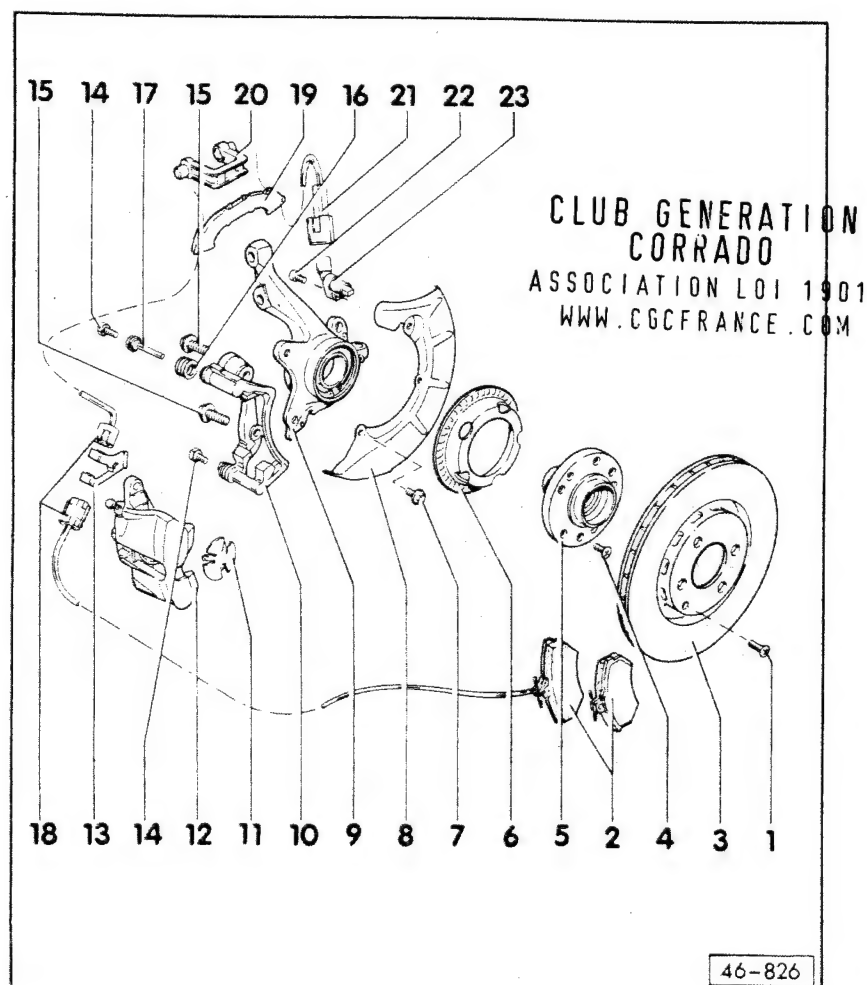 15 14 17 15 20 19 16 21 22 23
CLUB GENERATION
CORRADO
ASSOCIATION LOI 1901
WWW.CGCFRANCE.COM
18 13 14 12 11 10 9 8 7 6 5 2 4 3 1
46-826